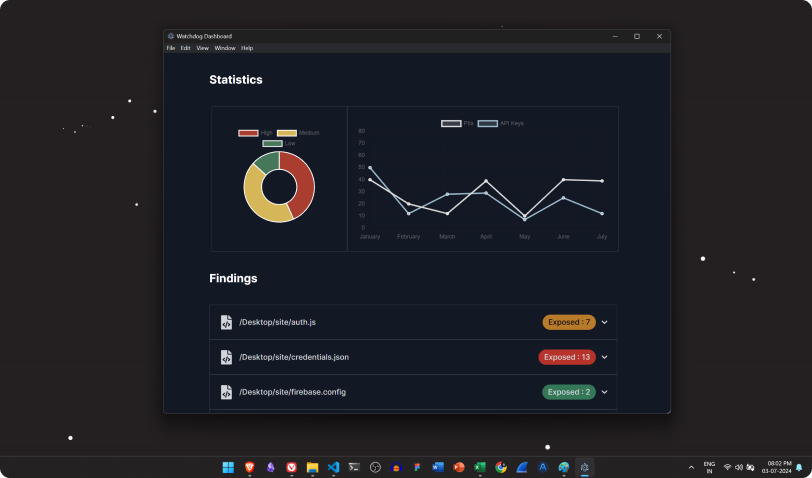 Watchdog Dashboard
File Edit View Window Help
Statistics
High Medium
Low
PIIs API Keys
80
70
60
50
40
30
20
10
0
January February March April May June July
Findings
/Desktop/site/auth.js Exposed : 7
/Desktop/site/credentials.json Exposed : 13
/Desktop/site/firebase.config Exposed : 2
ENG
IN
08:02 PM
03-07-2024